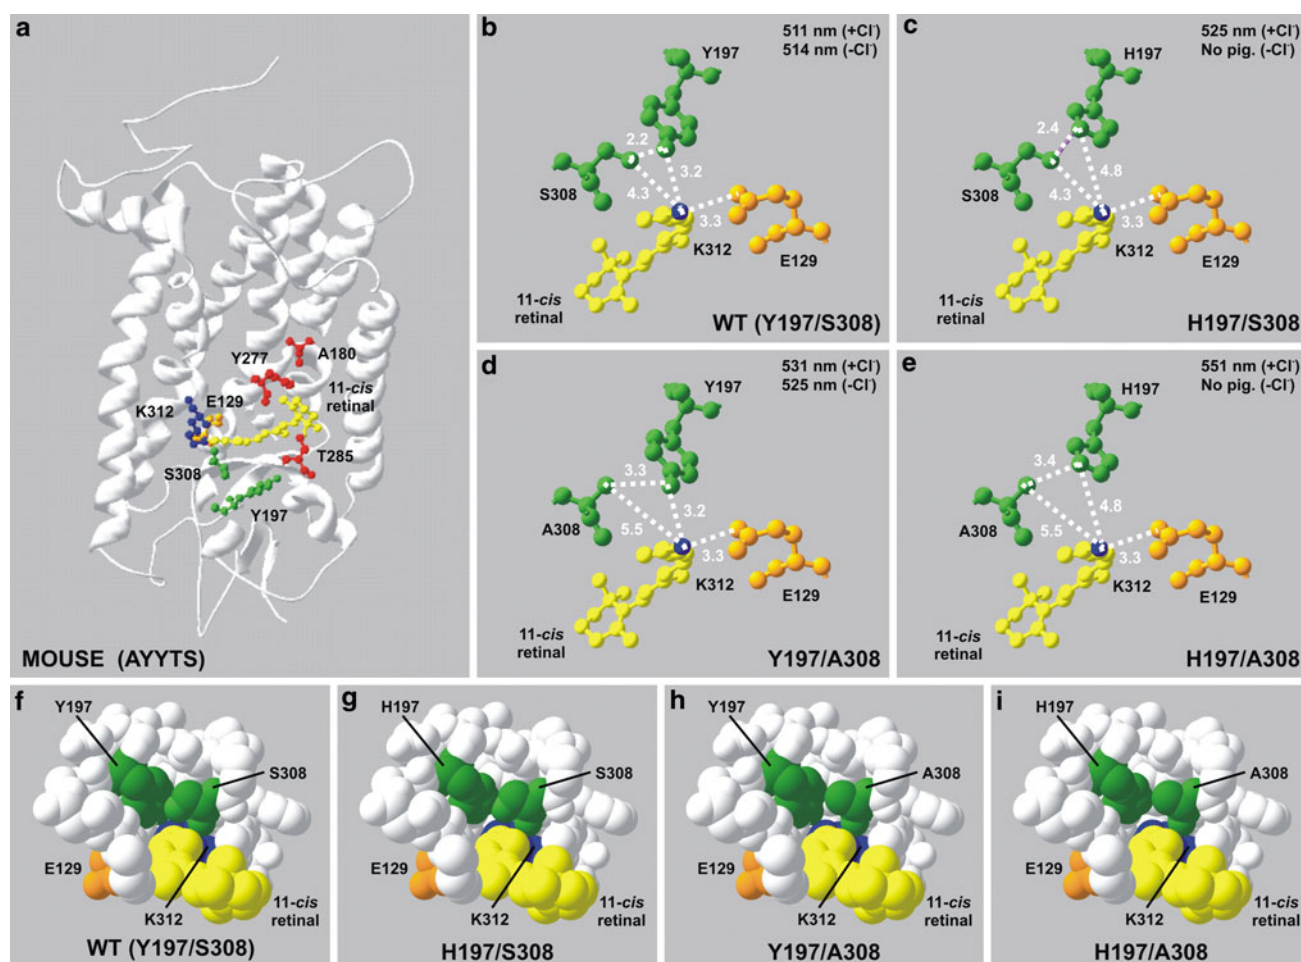 a
Y277
A180
11-cis
retinal
K312
E129
S308
T285
Y197
MOUSE (AYYTS)
b
511 nm (+Cl⁻)
514 nm (-Cl⁻)
Y197
2.2
3.2
4.3
3.3
S308
K312
E129
11-cis
retinal
WT (Y197/S308)
c
525 nm (+Cl⁻)
No pig. (-Cl⁻)
H197
2.4
4.8
4.3
3.3
S308
K312
E129
11-cis
retinal
H197/S308
d
531 nm (+Cl⁻)
525 nm (-Cl⁻)
Y197
3.3
3.2
5.5
3.3
A308
K312
E129
11-cis
retinal
Y197/A308
e
551 nm (+Cl⁻)
No pig. (-Cl⁻)
H197
3.4
4.8
5.5
3.3
A308
K312
E129
11-cis
retinal
H197/A308
f
Y197
S308
E129
K312
11-cis
retinal
WT (Y197/S308)
g
H197
S308
E129
K312
11-cis
retinal
H197/S308
h
Y197
A308
E129
K312
11-cis
retinal
Y197/A308
i
H197
A308
E129
K312
11-cis
retinal
H197/A308